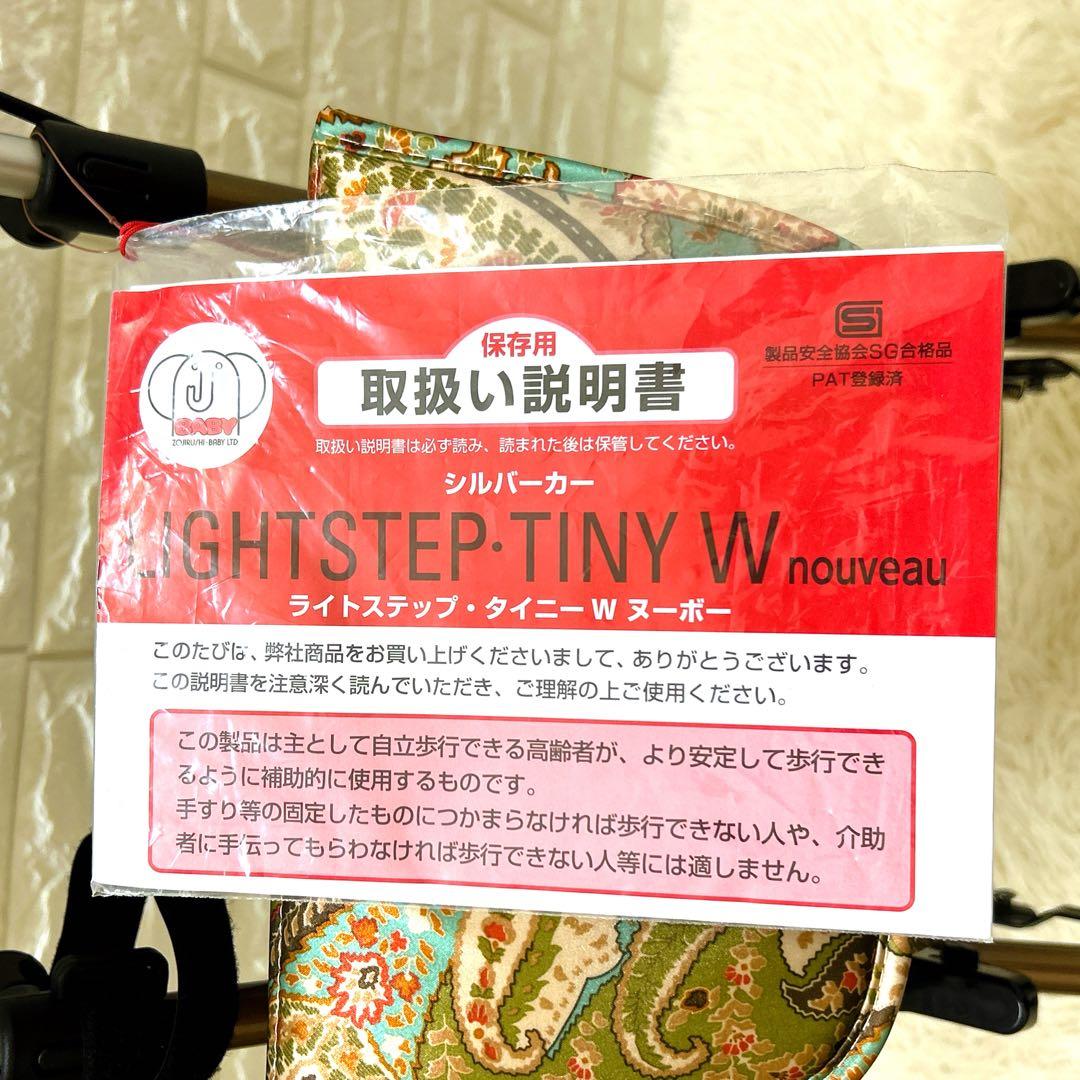 BABY
ZOJIRUSHI-BABY LTD
保存用
取扱い説明書
取扱い説明書は必ず読み、読まれた後は保管してください。
S
製品安全協会SG合格品
PAT登録済
シルバーカー
LIGHTSTEP・TINY W nouveau
ライトステップ・タイニー W ヌーボー
このたびは、弊社商品をお買い上げくださいまして、ありがとうございます。
この説明書を注意深く読んでいただき、ご理解の上ご使用ください。
この製品は主として自立歩行できる高齢者が、より安定して歩行でき
るように補助的に使用するものです。
手すり等の固定したものにつかまらなければ歩行できない人や、介助
者に手伝ってもらわなければ歩行できない人等には適しません。